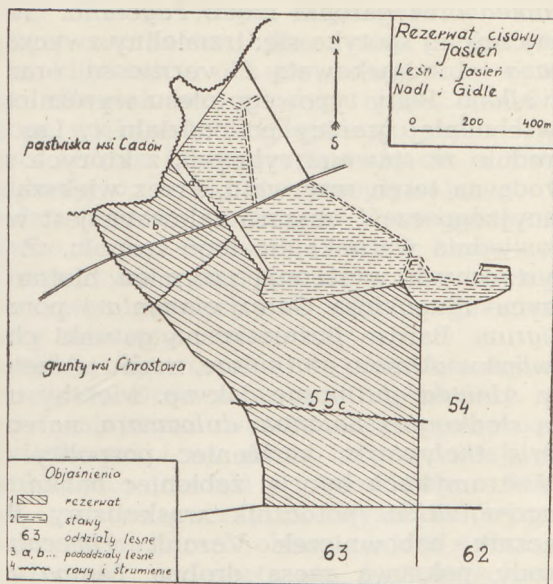 Rezerwat cisowy
Jasień
Leśn. Jasień
Nadl. Gidle
0 200 400m
N
S
pastwiska wsi Cadów
a
b
grunty wsi Chrostowa
55c
54
Objaśnienia
1 rezerwat
2 stawy
63 oddziały leśne
3 a, b... pododdziały leśne
4 rowy i strumienie
63
62